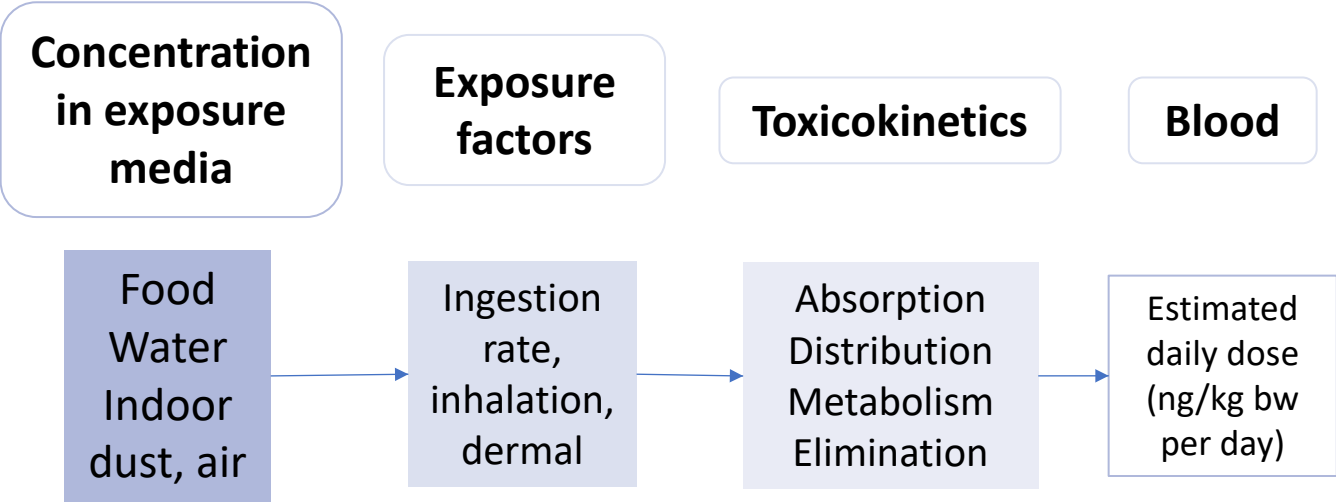 Concentration
in exposure
media
Exposure
factors
Toxicokinetics
Blood
Food
Water
Indoor
dust, air
Ingestion
rate,
inhalation,
dermal
Absorption
Distribution
Metabolism
Elimination
Estimated
daily dose
(ng/kg bw
per day)